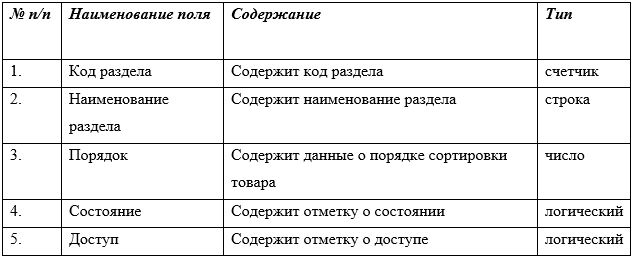 № п/п Наименование поля Содержание Тип
1. Код раздела Содержит код раздела счетчик
2. Наименование Содержит наименование раздела строка
раздела
3. Порядок Содержит данные о порядке сортировки число
товара
4. Состояние Содержит отметку о состоянии логический
5. Доступ Содержит отметку о доступе логический